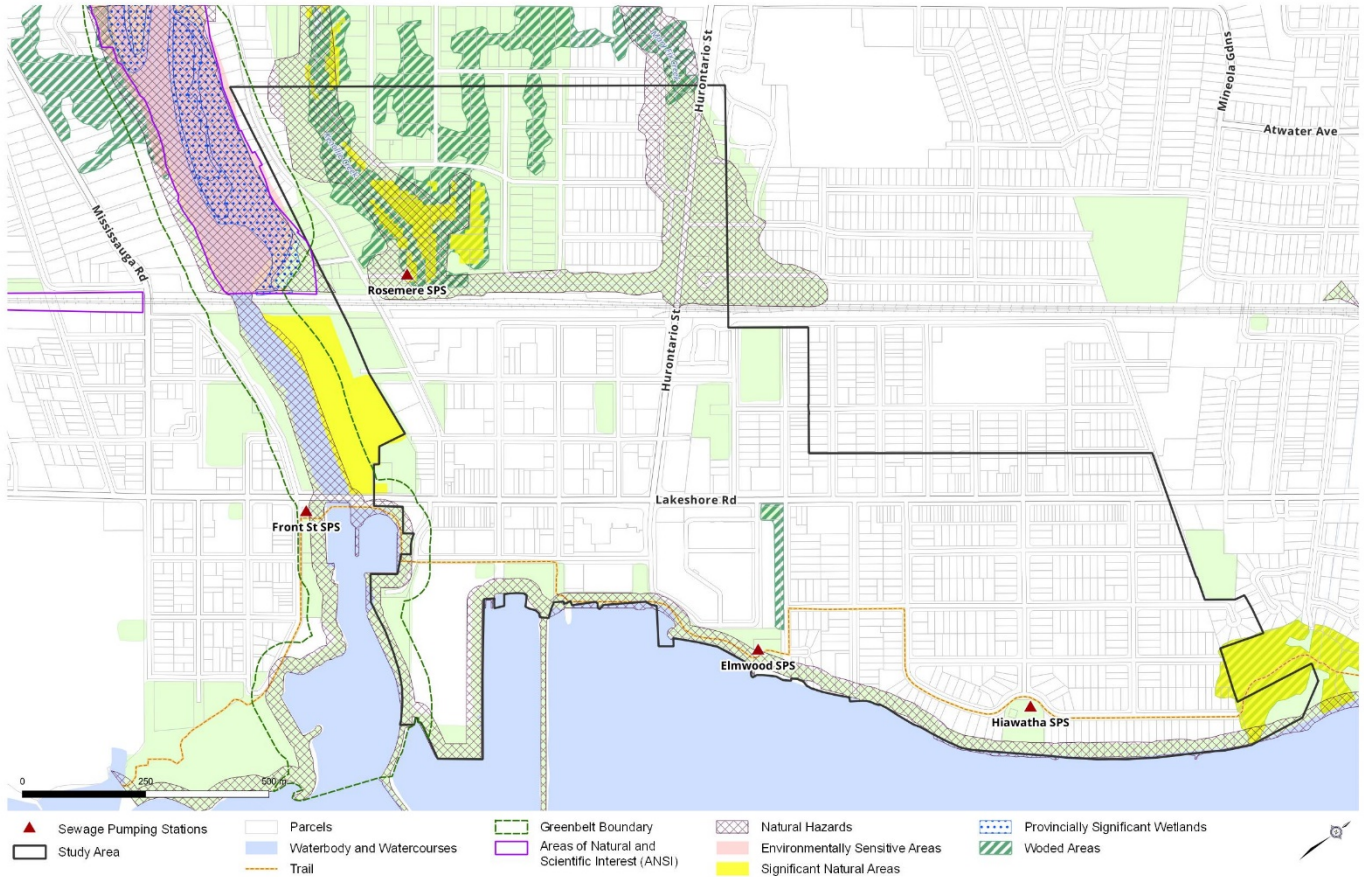 Hurontario St
Mineola Gdns
Atwater Ave
Mississauga Rd
Rosemere SPS
Hurontario St
Lakeshore Rd
Front St SPS
Elmwood SPS
Hiawatha SPS
0 250 500 m
Sewage Pumping Stations
Study Area
Parcels
Waterbody and Watercourses
Trail
Greenbelt Boundary
Areas of Natural and
Scientific Interest (ANSI)
Natural Hazards
Environmentally Sensitive Areas
Significant Natural Areas
Provincially Significant Wetlands
Woded Areas